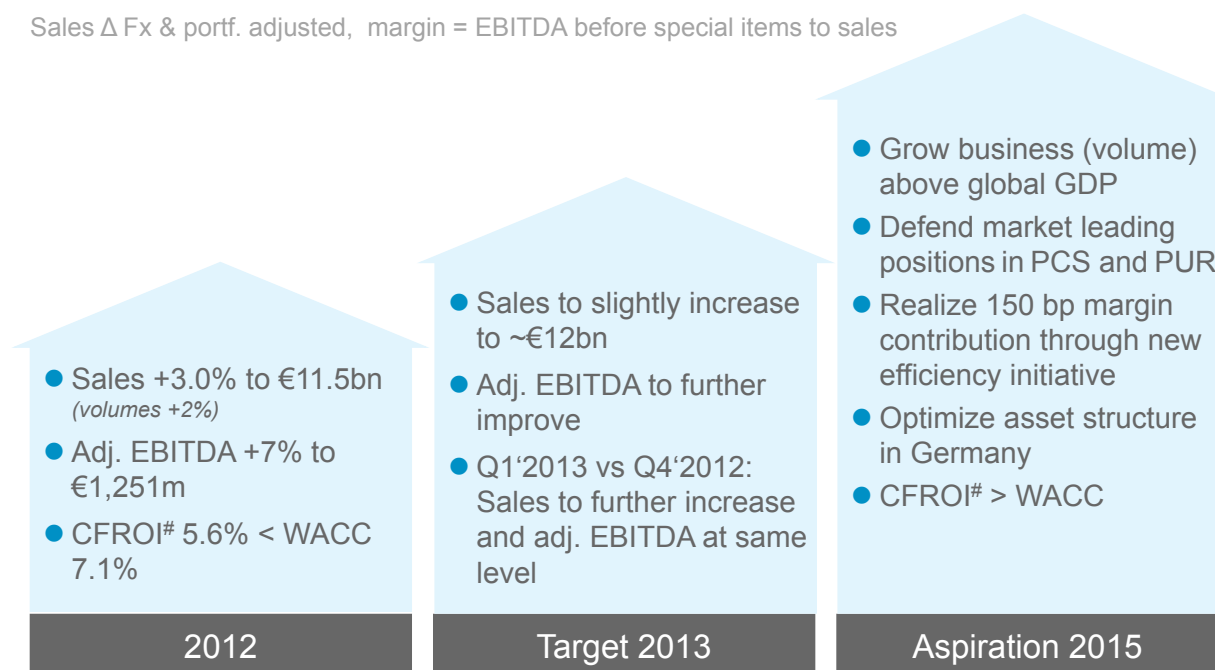 Sales Δ Fx & portf. adjusted, margin = EBITDA before special items to sales
● Sales +3.0% to €11.5bn
(volumes +2%)
● Adj. EBITDA +7% to
€1,251m
● CFROI# 5.6% < WACC
7.1%
2012
● Sales to slightly increase
to ~€12bn
● Adj. EBITDA to further
improve
● Q1‘2013 vs Q4‘2012:
Sales to further increase
and adj. EBITDA at same
level
Target 2013
● Grow business (volume)
above global GDP
● Defend market leading
positions in PCS and PUR
● Realize 150 bp margin
contribution through new
efficiency initiative
● Optimize asset structure
in Germany
● CFROI# > WACC
Aspiration 2015